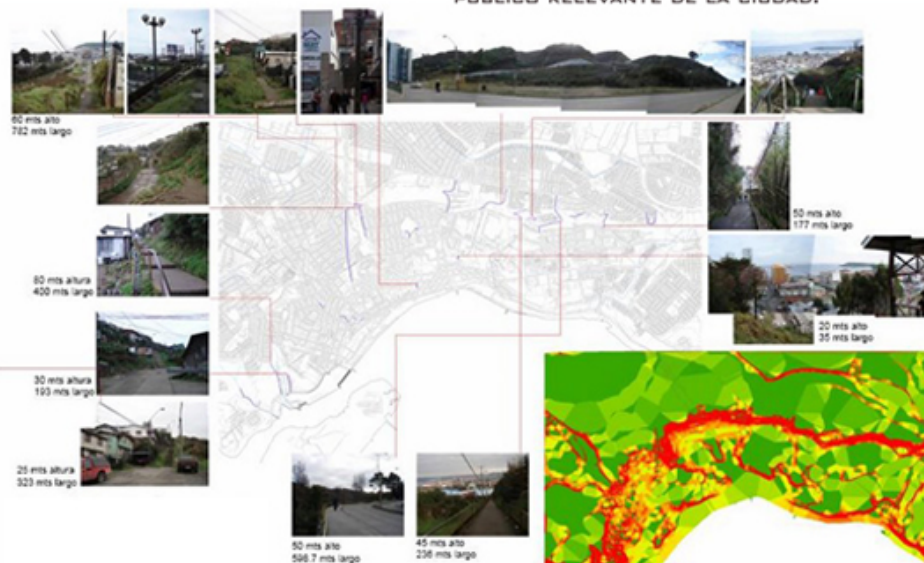 PÚBLICO RELEVANTE DE LA CIUDAD.
60 mts alto
782 mts largo
50 mts alto
177 mts largo
60 mts altura
400 mts largo
20 mts alto
35 mts largo
30 mts altura
193 mts largo
25 mts altura
323 mts largo
50 mts alto
598.7 mts largo
45 mts alto
236 mts largo